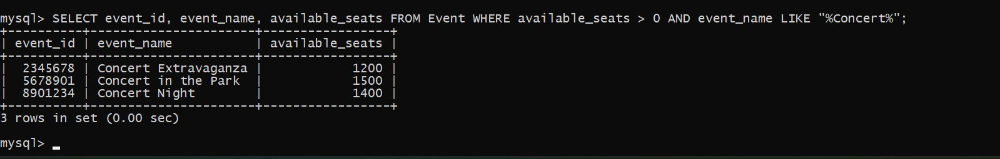 mysql> SELECT event_id, event_name, available_seats FROM Event WHERE available_seats > 0 AND event_name LIKE "%Concert%";
+----------+----------------------+-----------------+
| event_id | event_name           | available_seats |
+----------+----------------------+-----------------+
|  2345678 | Concert Extravaganza |            1200 |
|  5678901 | Concert in the Park  |            1500 |
|  8901234 | Concert Night        |            1400 |
+----------+----------------------+-----------------+
3 rows in set (0.00 sec)
mysql> _